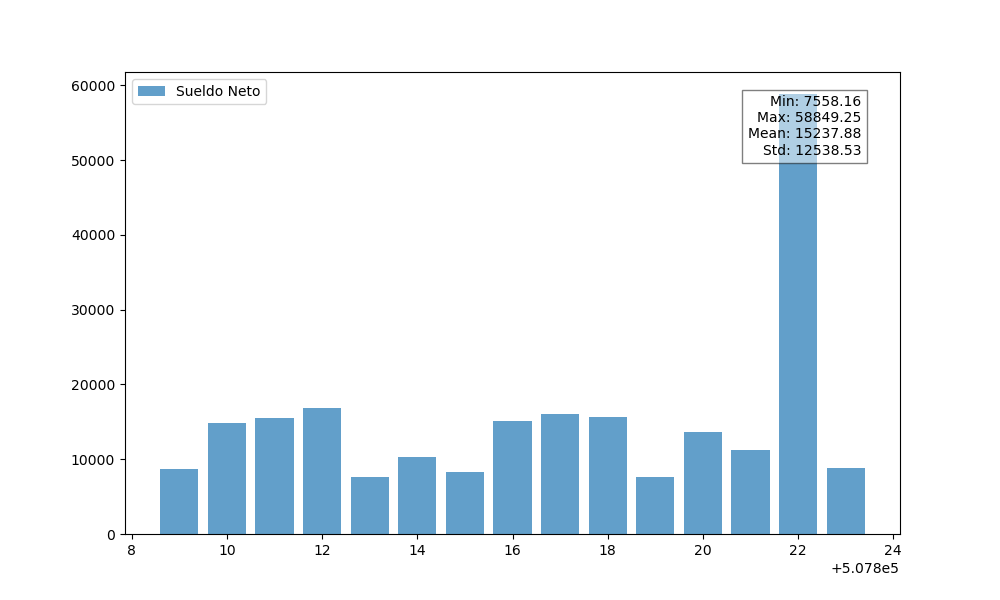 Sueldo Neto
Min: 7558.16
Max: 58849.25
Mean: 15237.88
Std: 12538.53
60000
50000
40000
30000
20000
10000
0
8 10 12 14 16 18 20 22 24
+5.078e5